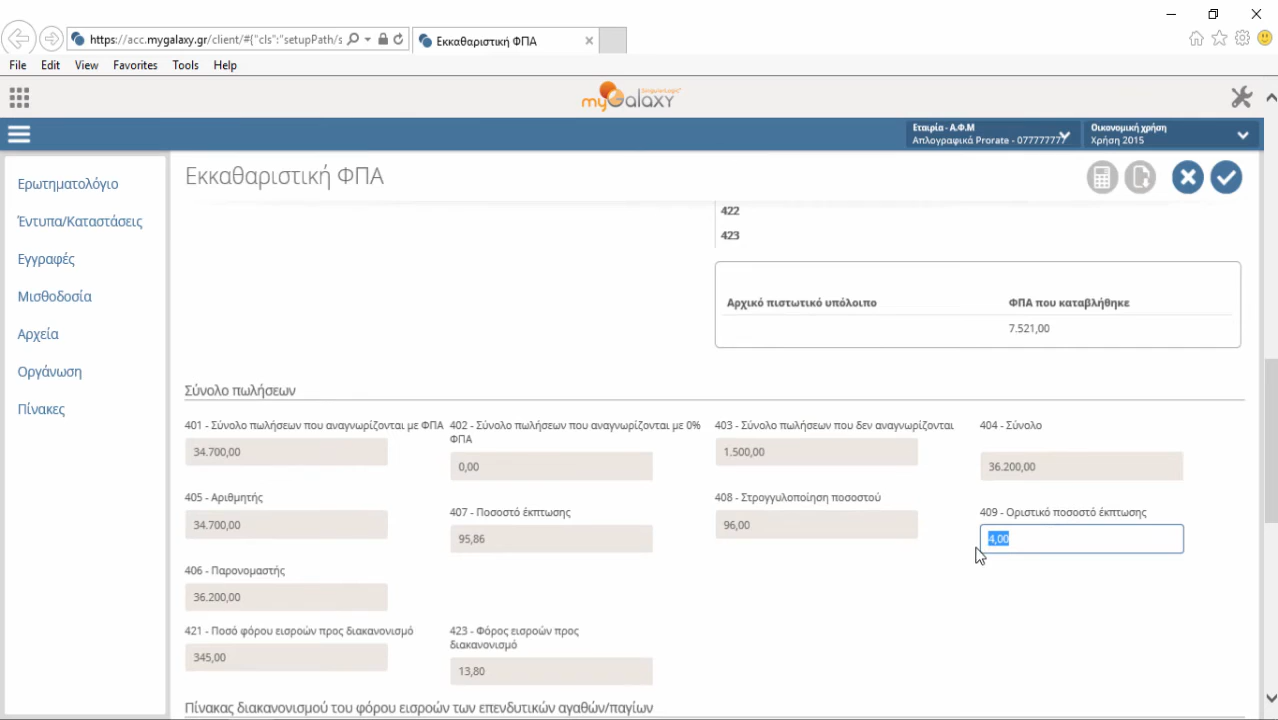 https://acc.mygalaxy.gr/client/#{"cls":"setupPath/s
Εκκαθαριστική ΦΠΑ
File Edit View Favorites Tools Help
SingularLogic
myGalaxy
Εταιρία - Α.Φ.Μ
Απλογραφικά Prorate - 07777777
Οικονομική χρήση
Χρήση 2015
Ερωτηματολόγιο
Έντυπα/Καταστάσεις
Εγγραφές
Μισθοδοσία
Αρχεία
Οργάνωση
Πίνακες
Εκκαθαριστική ΦΠΑ
422
423
Αρχικό πιστωτικό υπόλοιπο ΦΠΑ που καταβλήθηκε
7.521,00
Σύνολο πωλήσεων
401 - Σύνολο πωλήσεων που αναγνωρίζονται με ΦΠΑ
34.700,00
402 - Σύνολο πωλήσεων που αναγνωρίζονται με 0%
ΦΠΑ
0,00
403 - Σύνολο πωλήσεων που δεν αναγνωρίζονται
1.500,00
404 - Σύνολο
36.200,00
405 - Αριθμητής
34.700,00
407 - Ποσοστό έκπτωσης
95,86
408 - Στρογγυλοποίηση ποσοστού
96,00
409 - Οριστικό ποσοστό έκπτωσης
4,00
406 - Παρονομαστής
36.200,00
421 - Ποσό φόρου εισροών προς διακανονισμό
345,00
423 - Φόρος εισροών προς
διακανονισμό
13,80
Πίνακας διακανονισμού του φόρου εισροών των επενδυτικών αγαθών/παγίων